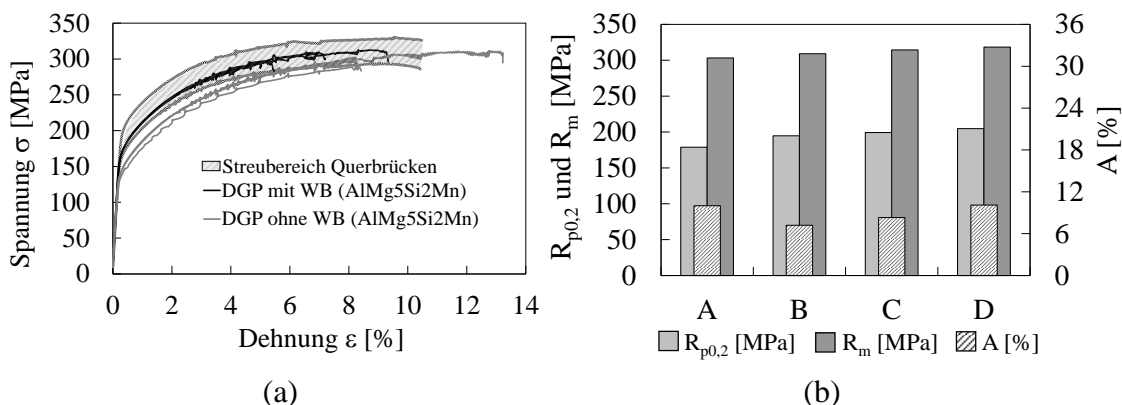 350
300
250
200
150
100
50
0
Spannung σ [MPa]
Streubereich Querbrücken
DGP mit WB (AlMg5Si2Mn)
DGP ohne WB (AlMg5Si2Mn)
0 2 4 6 8 10 12 14
Dehnung ε [%]
(a)
350
300
250
200
150
100
50
0
Rp0,2 und Rm [MPa]
36
30
24
18
12
6
0
A [%]
A B C D
Rp0,2 [MPa] Rm [MPa] A [%]
(b)